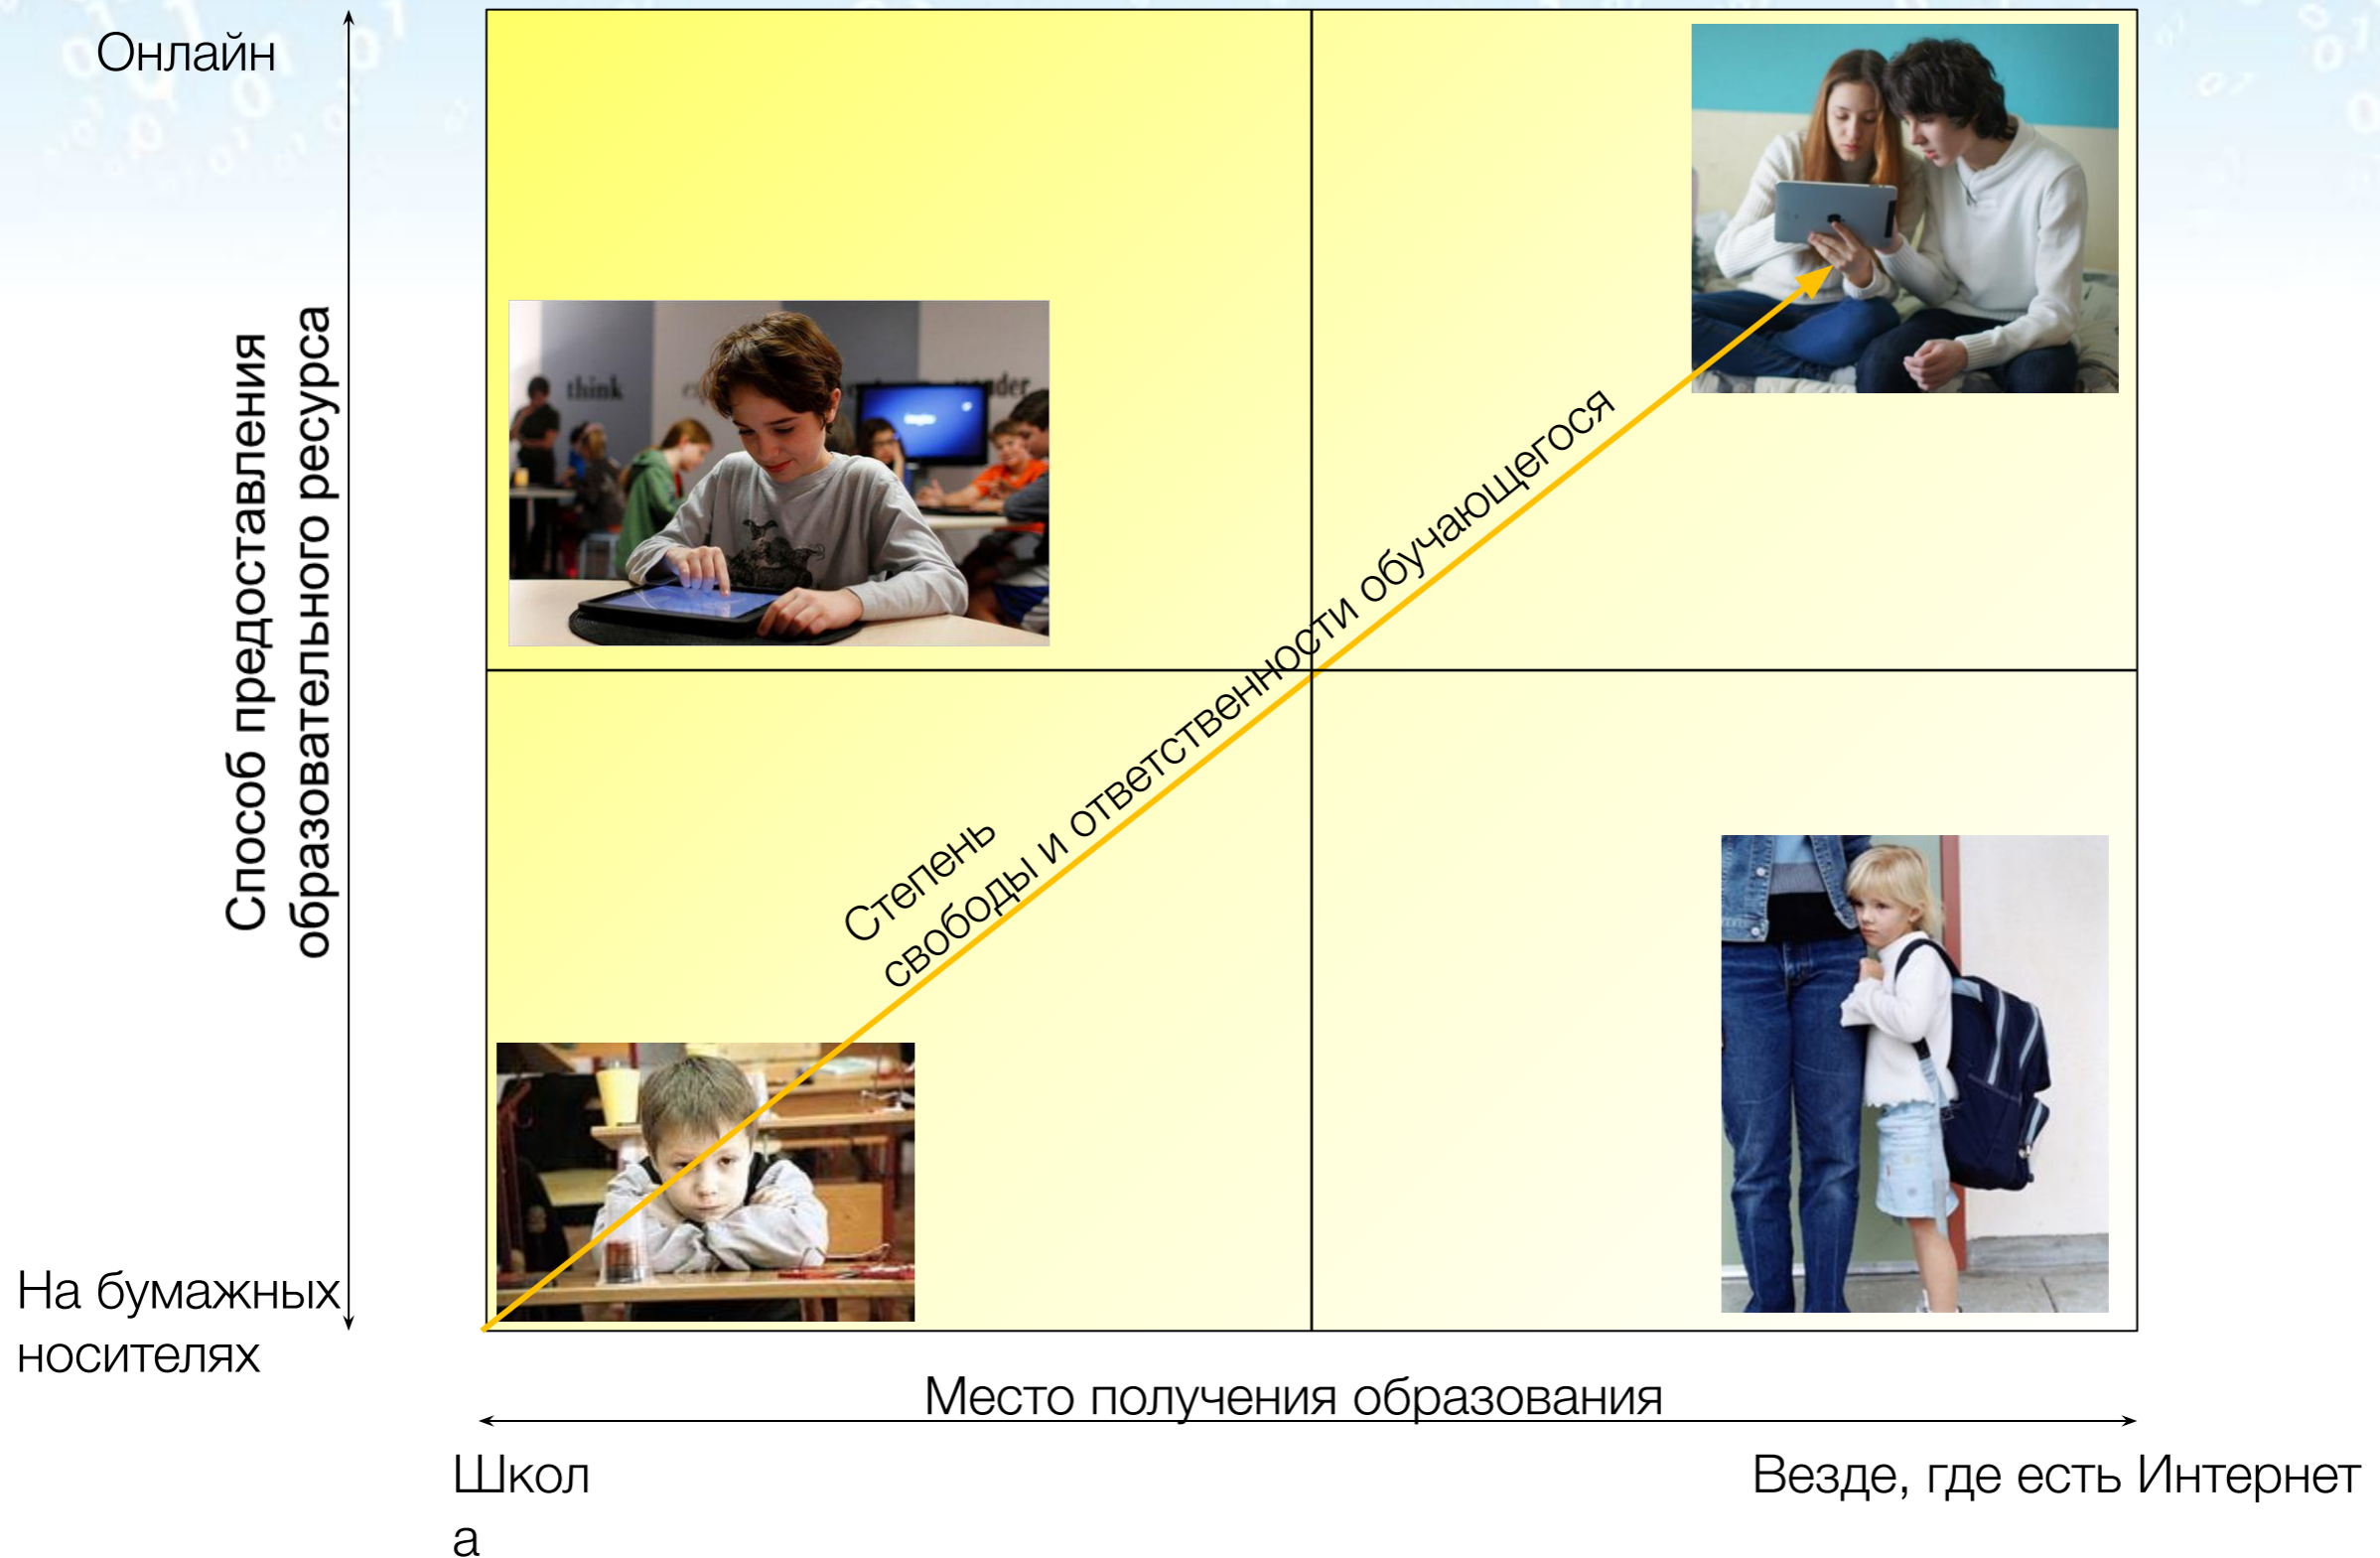 Онлайн
Способ предоставления
образовательного ресурса
think
Степень
свободы и ответственности обучающегося
На бумажных
носителях
Место получения образования
Школ
а
Везде, где есть Интернет